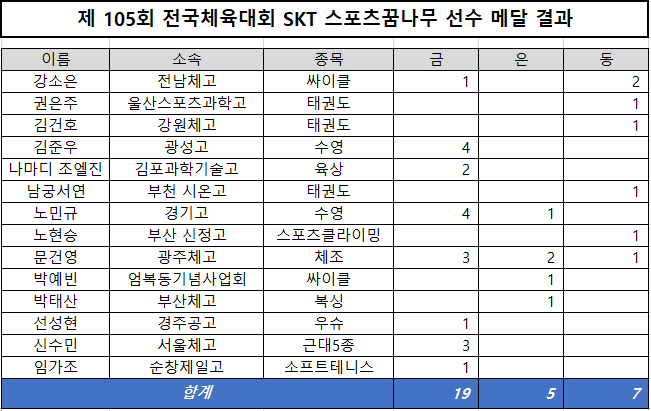 제 105회 전국체육대회 SKT 스포츠꿈나무 선수 메달 결과
이름 소속 종목 금 은 동
강소은 전남체고 싸이클 1 2
권은주 울산스포츠과학고 태권도 1
김건호 강원체고 태권도 1
김준우 광성고 수영 4
나마디 조엘진 김포과학기술고 육상 2
남궁서연 부천 시온고 태권도 1
노민규 경기고 수영 4 1
노현승 부산 신정고 스포츠클라이밍 1
문건영 광주체고 체조 3 2 1
박예빈 엄복동기념사업회 싸이클 1
박태산 부산체고 복싱 1
선성현 경주공고 우슈 1
신수민 서울체고 근대5종 3
임가조 순창제일고 소프트테니스 1
합계 19 5 7